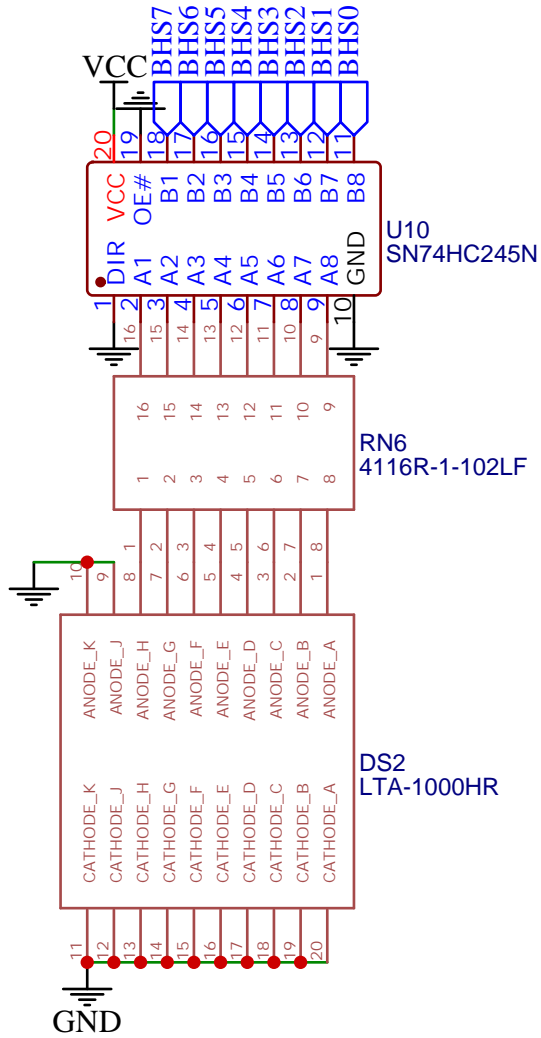 BHS7 BHS6 BHS5 BHS4 BHS3 BHS2 BHS1 BHS0
VCC
20 19 18 17 16 15 14 13 12 11
VCC OE# B1 B2 B3 B4 B5 B6 B7 B8
U10
SN74HC245N
DIR A1 A2 A3 A4 A5 A6 A7 A8 GND
1 2 3 4 5 6 7 8 9 10
16 15 14 13 12 11 10 9
16 15 14 13 12 11 10 9
RN6
4116R-1-102LF
1 2 3 4 5 6 7 8
1 2 3 4 5 6 7 8
10 9 8 7 6 5 4 3 2 1
ANODE_K ANODE_J ANODE_H ANODE_G ANODE_F ANODE_E ANODE_D ANODE_C ANODE_B ANODE_A
DS2
LTA-1000HR
CATHODE_K CATHODE_J CATHODE_H CATHODE_G CATHODE_F CATHODE_E CATHODE_D CATHODE_C CATHODE_B CATHODE_A
11 12 13 14 15 16 17 18 19 20
GND